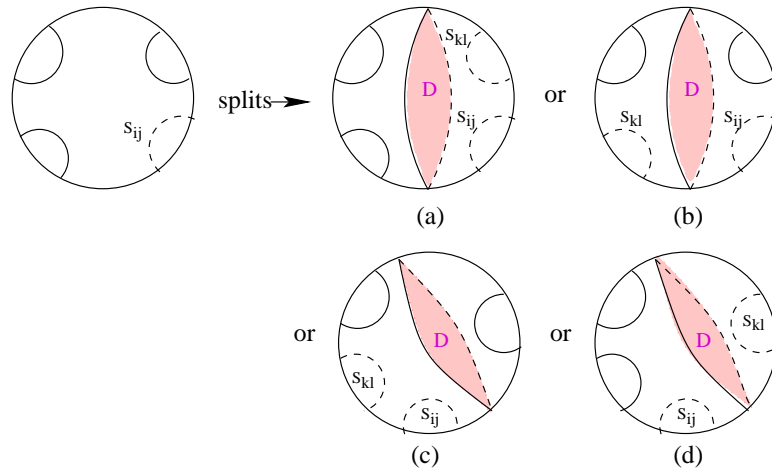 S_ij
splits
S_kl
D
S_ij
(a)
or
S_kl
D
S_ij
(b)
or
D
S_kl
S_ij
(c)
or
S_kl
D
S_ij
(d)